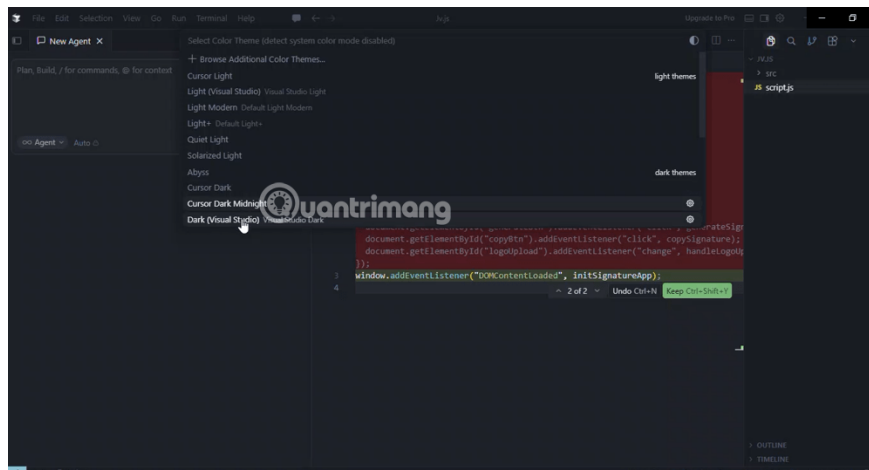 File Edit Selection View Go Run Terminal Help
JV.js
Upgrade to Pro
New Agent
Plan, Build, / for commands, @ for context
Agent Auto
Select Color Theme (detect system color mode disabled)
+ Browse Additional Color Themes...
Cursor Light light themes
Light (Visual Studio) Visual Studio Light
Light Modern Default Light Modern
Light+ Default Light+
Quiet Light
Solarized Light
Abyss dark themes
Cursor Dark
Cursor Dark Midnight
Dark (Visual Studio) Visual Studio Dark
uantrimang
document.getElementById("copyBtn").addEventListener("click", copySignature);
document.getElementById("logoUpload").addEventListener("change", handleLogoUp
});
3 window.addEventListener("DOMContentLoaded", initSignatureApp);
4
2 of 2 Undo Ctrl+N Keep Ctrl+Shift+Y
JV.JS
src
JS script.js
OUTLINE
TIMELINE